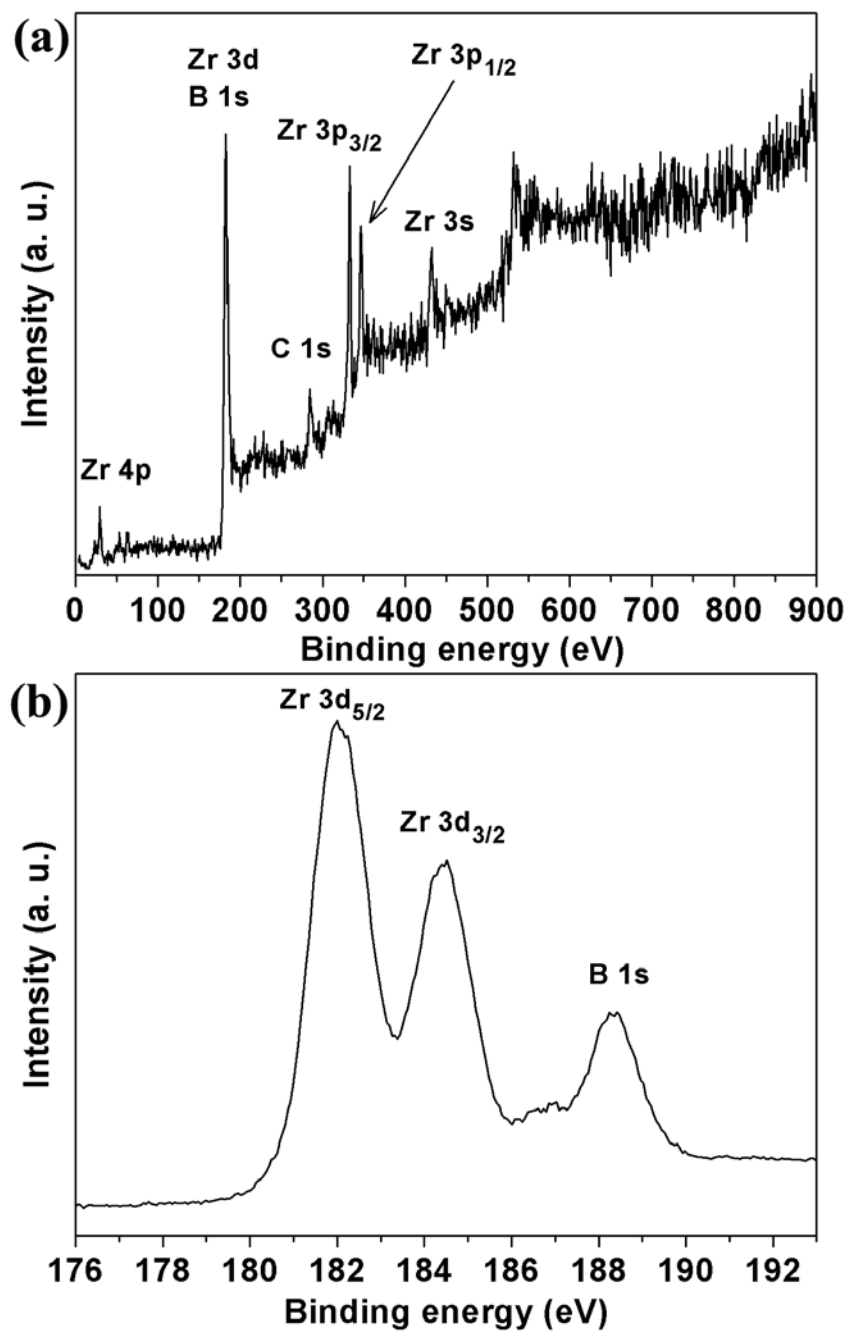 (a)
Zr 3d
B 1s
Zr 3p1/2
Zr 3p3/2
Zr 3s
C 1s
Zr 4p
Intensity (a. u.)
0 100 200 300 400 500 600 700 800 900
Binding energy (eV)
(b)
Zr 3d5/2
Zr 3d3/2
B 1s
Intensity (a. u.)
176 178 180 182 184 186 188 190 192
Binding energy (eV)